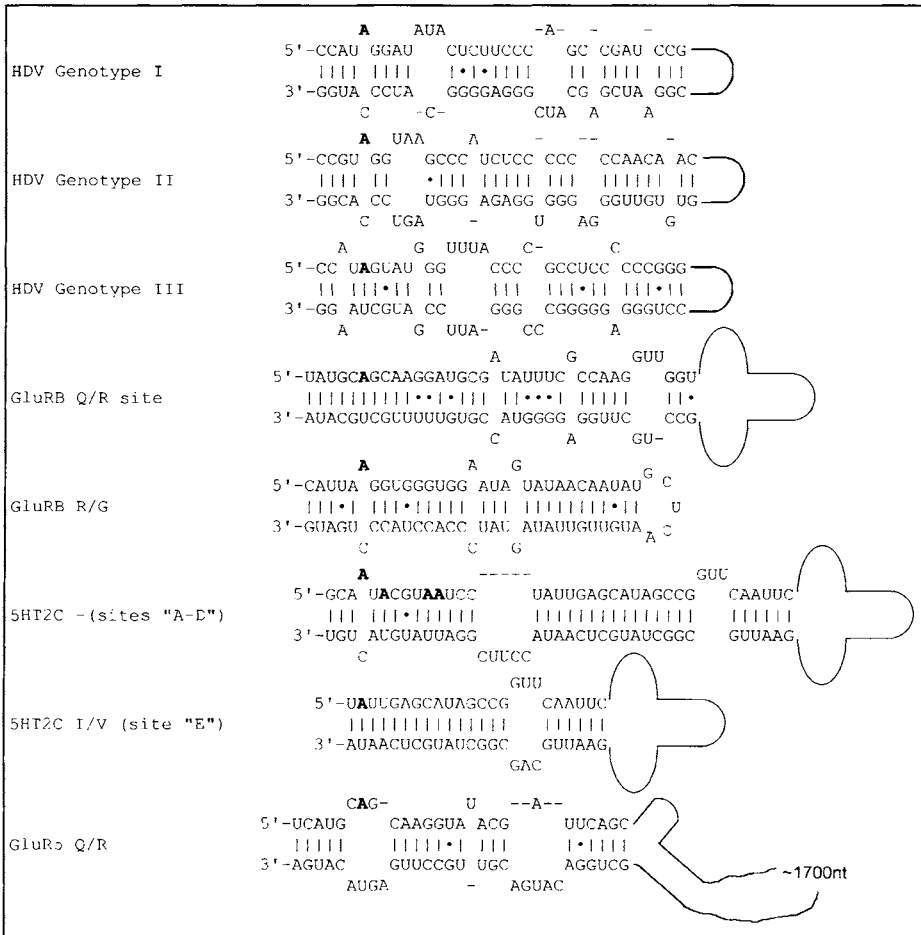 A AUA -A- - -
5'-CCAU GGAU CUCUUCCC GC CGAU CCG
HDV Genotype I
3'-GGUA CCUA GGGGAGGG CG GCUA GGC
C -C- CUA A A
A UAA A - -- -
5'-CCGU GG GCCC UCUCC CCC CCAACA AC
HDV Genotype II
3'-GGCA CC UGGG AGAGG GGG GGUUGU UG
C UGA - U AG G
A G UUUA C- C
5'-CC UAGUAU GG CCC GCCUCC CCCGGG
HDV Genotype III
3'-GG AUCGUA CC GGG CGGGGG GGGUCC
A G UUA- CC A
A G GUU
5'-UAUGCAGCAAGGAUGCG UAUUUC CCAAG GGU
GluRB Q/R site
3'-AUACGUCGUUUUGUGC GC AUGGGG GGUUC CCG
C A GU-
A A G
5'-CAUUA GGUGGGUGG AUA UAUAACAAUAU
G
C
GluRB R/G
U
3'-GUAGU CCAUCCACC UAU AUAUUGUUGUA
A
C
C C G
A ----- GUU
5'-GCA UACGUAAUCC UAUUGAGCAUAGCCG CAAUUC
5HT2C -(sites "A-D")
3'-UGU AUGUAUUAGG AUAACUCGUAUCGGC GUUAAG
C CUUCC
GUU
5'-UAUUGAGCAUAGCCG CAAUUC
5HT2C I/V (site "E")
3'-AUAACUCGUAUCGGC GUUAAG
GAC
CAG- U --A--
5'-UCAUG CAAGGUA ACG UUCAGC
GluR5 Q/R
3'-AGUAC GUUCCGU UGC AGGUCG
~1700nt
AUGA - AGUAC